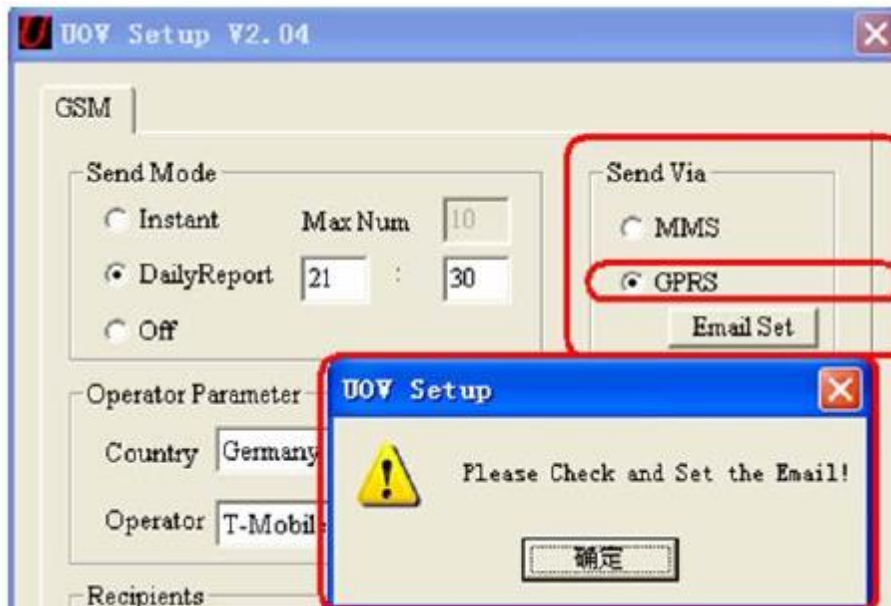 UOV Setup V2.04
GSM
Send Mode
Instant Max Num 10
DailyReport 21 : 30
Off
Send Via
MMS
GPRS
Email Set
Operator Parameter
Country Germany
Operator T-Mobile
Recipients
UOV Setup
Please Check and Set the Email!
确定